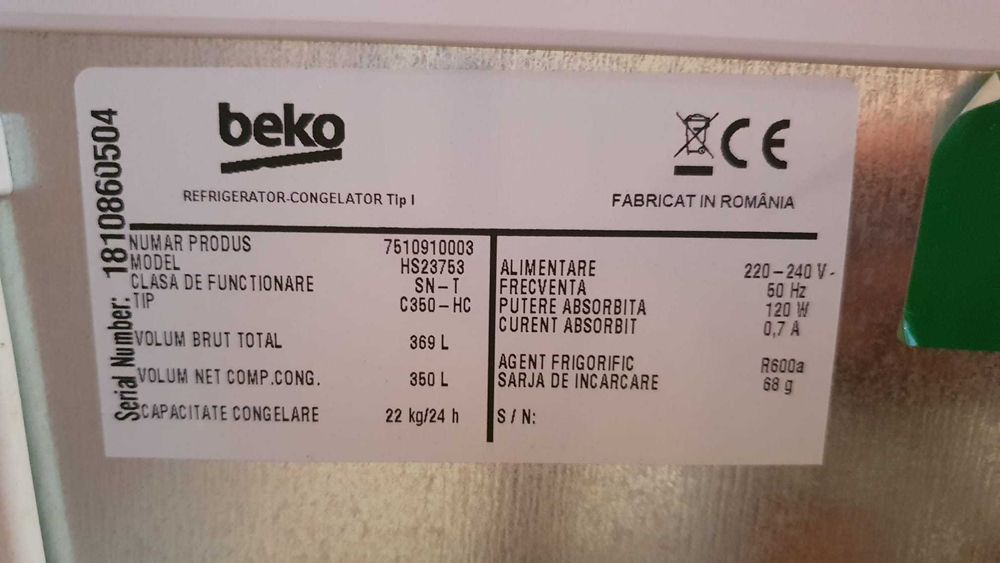 beko
CE
REFRIGERATOR-CONGELATOR Tip I
FABRICAT IN ROMÂNIA
Serial Number: 1810860504
NUMAR PRODUS 7510910003
MODEL HS23753
CLASA DE FUNCTIONARE SN-T
TIP C350-HC
VOLUM BRUT TOTAL 369 L
VOLUM NET COMP.CONG. 350 L
CAPACITATE CONGELARE 22 kg/24 h
ALIMENTARE 220-240 V-
FRECVENTA 50 Hz
PUTERE ABSORBITA 120 W
CURENT ABSORBIT 0,7 A
AGENT FRIGORIFIC R600a
SARJA DE INCARCARE 68 g
S / N: